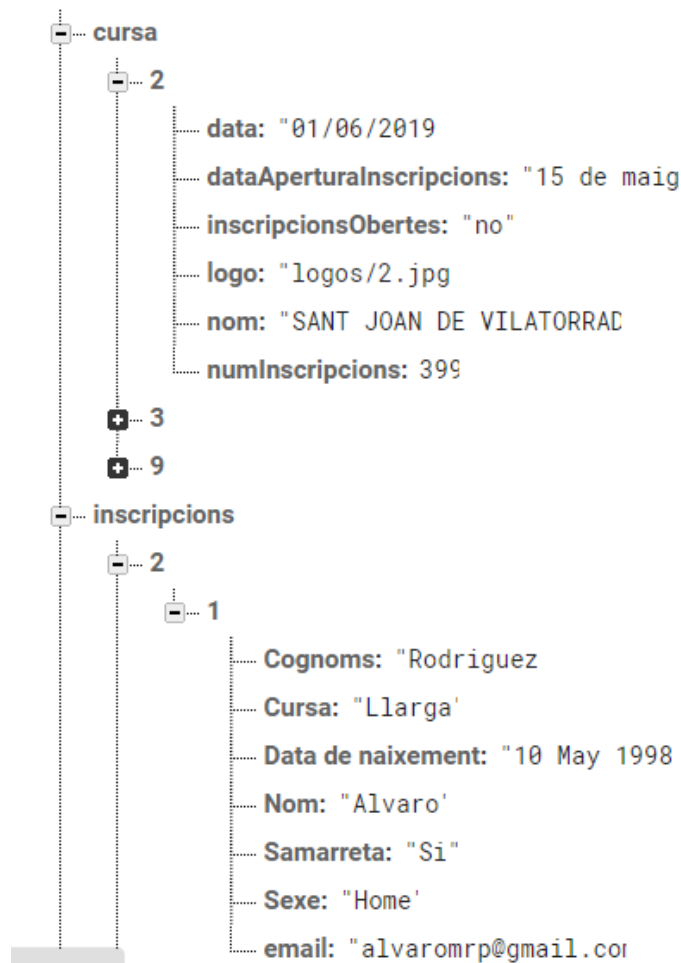 cursa
2
data: "01/06/2019
dataAperturaInscripcions: "15 de maig
inscripcionsObertes: "no"
logo: "logos/2.jpg
nom: "SANT JOAN DE VILATORRAD
numInscripcions: 399
3
9
inscripcions
2
1
Cognoms: "Rodriguez
Cursa: "Llarga'
Data de naixement: "10 May 1998
Nom: "Alvaro'
Samarreta: "Si"
Sexe: "Home'
email: "alvaromrp@gmail.com